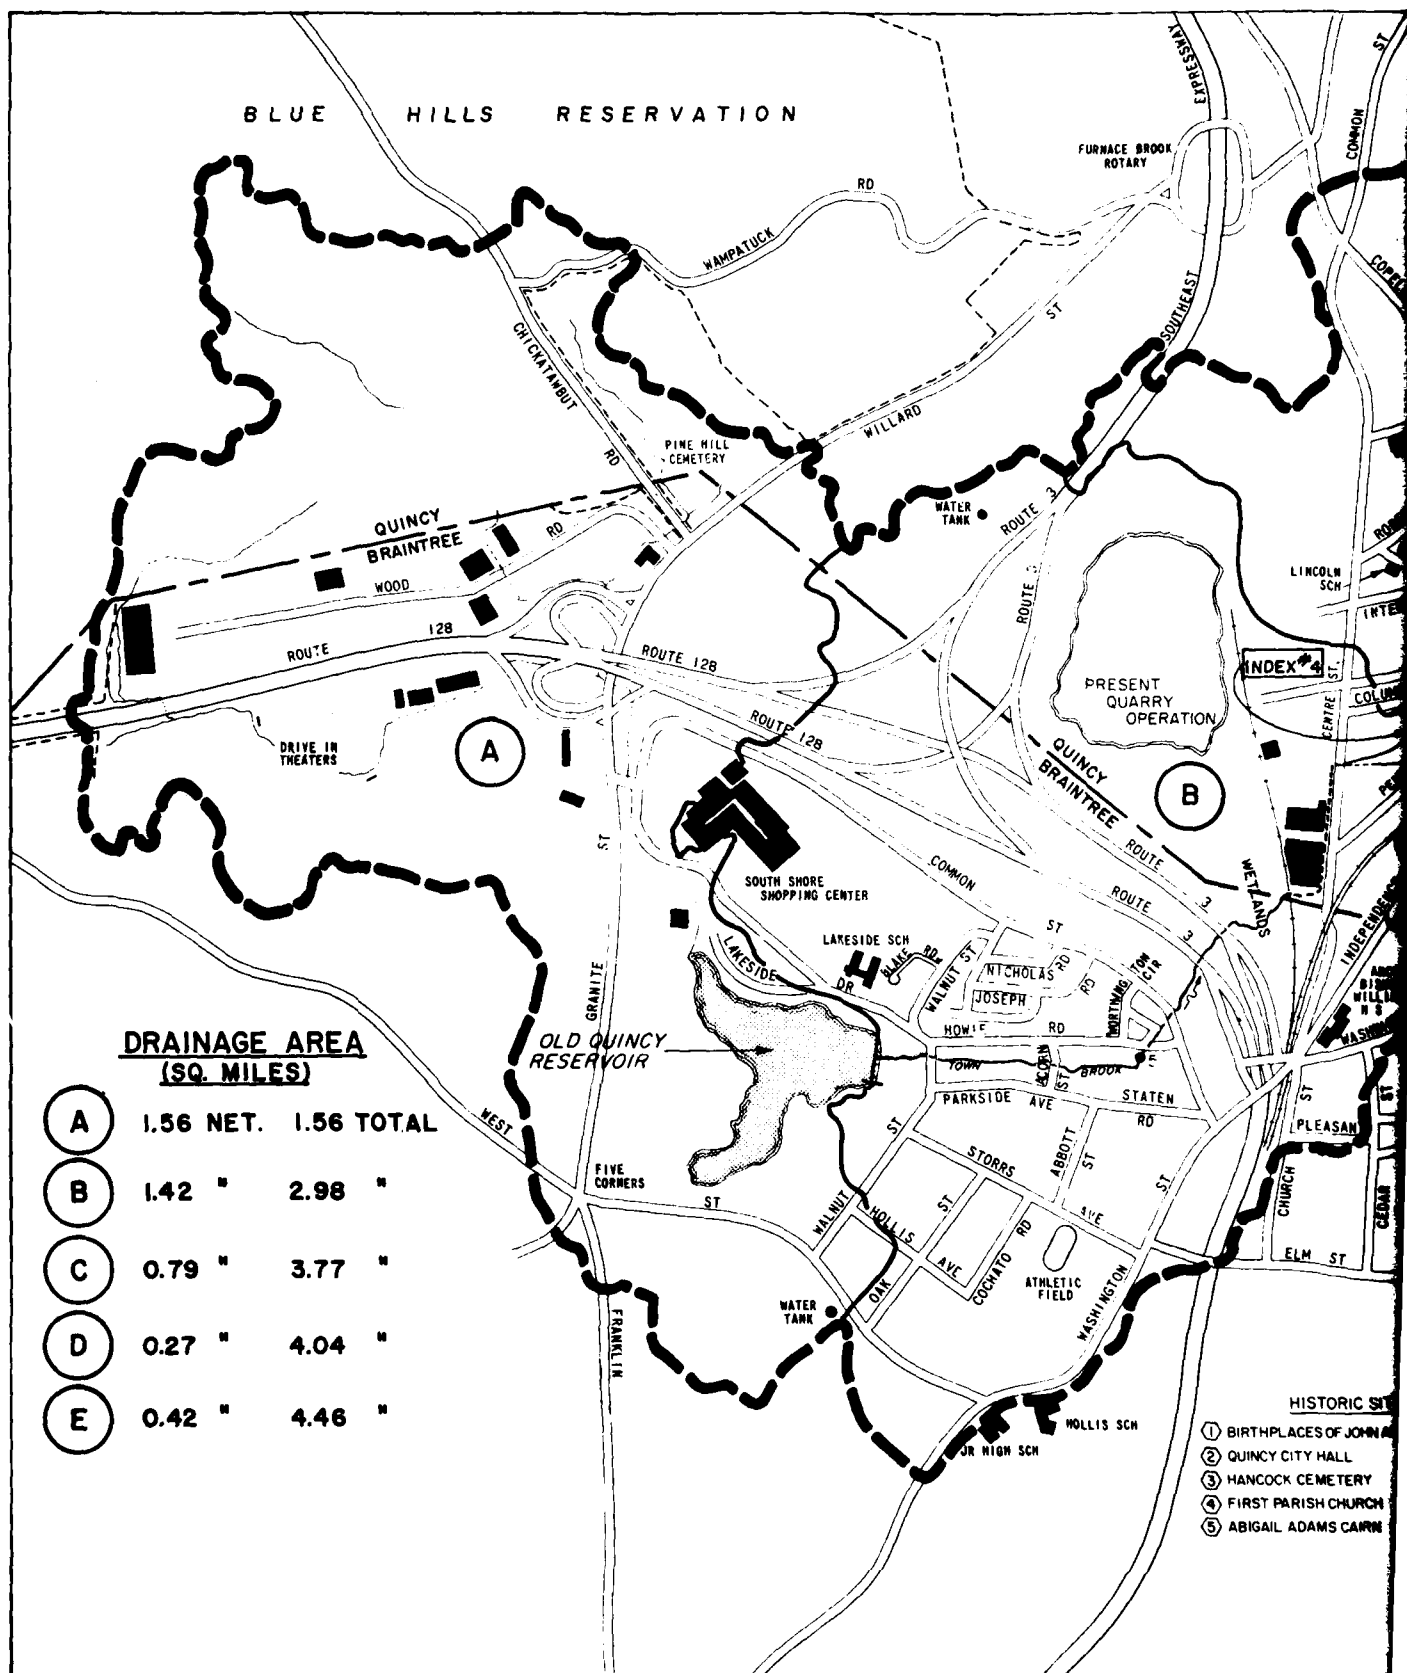 BLUE HILLS RESERVATION
EXPRESSWAY
COMMON
ST
FURNACE BROOK
ROTARY
WAMPATUCK
RD
SOUTHEAST
CHICKATAWBUT
RD
WILLARD
ST
PINE HILL
CEMETERY
WATER
TANK
ROUTE 3
ROUTE 3
QUINCY
BRAINTREE
WOOD
RD
LINCOLN
SCH
ROUTE
128
ROUTE 128
ROUTE 128
INDEX #4
CENTRE
ST.
PRESENT
QUARRY
OPERATION
DRIVE IN
THEATERS
A
QUINCY
BRAINTREE
B
GRANITE
ST
SOUTH SHORE
SHOPPING CENTER
COMMON
ST
ROUTE
3
ROUTE
3
WETLANDS
INDEPENDENCE
LAKESIDE
DR
LAKESIDE SCH
BLAKE
RD
WALNUT ST
NICHOLAS
RD
JOSEPH
RD
WORTHINGTON
CIR
HOWIE
RD
OLD QUINCY
RESERVOIR
TOWN
BROOK
5
ACORN
ST
PARKSIDE AVE
STATEN
RD
DRAINAGE AREA
(SQ. MILES)
A 1.56 NET. 1.56 TOTAL
B 1.42 " 2.98 "
C 0.79 " 3.77 "
D 0.27 " 4.04 "
E 0.42 " 4.46 "
WEST
ST
FIVE
CORNERS
WALNUT
ST
STORRS
AVE
ABBOTT
ST
HOLLIS
AVE
ST
OAK
COCHATO
RD
ATHLETIC
FIELD
WASHINGTON
ST
CHURCH
ST
CEDAR
ST
ELM ST
WATER
TANK
FRANKLIN
HOLLIS SCH
JR HIGH SCH
HISTORIC
1 BIRTHPLACES OF JOHN
2 QUINCY CITY HALL
3 HANCOCK CEMETERY
4 FIRST PARISH CHURCH
5 ABIGAIL ADAMS CAIRN